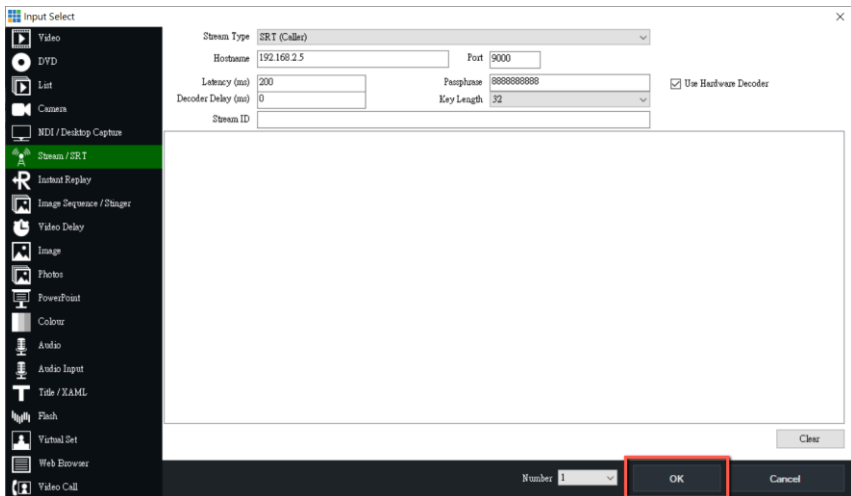 Input Select
Video
DVD
List
Camera
NDI / Desktop Capture
Stream / SRT
Instant Replay
Image Sequence / Stinger
Video Delay
Image
Photos
PowerPoint
Colour
Audio
Audio Input
Title / XAML
Flash
Virtual Set
Web Browser
Video Call
Stream Type SRT (Caller)
Hostname 192.168.2.5 Port 9000
Latency (ms) 200 Passphrase 8888888888 Use Hardware Decoder
Decoder Delay (ms) 0 Key Length 32
Stream ID
Clear
Number 1 OK Cancel